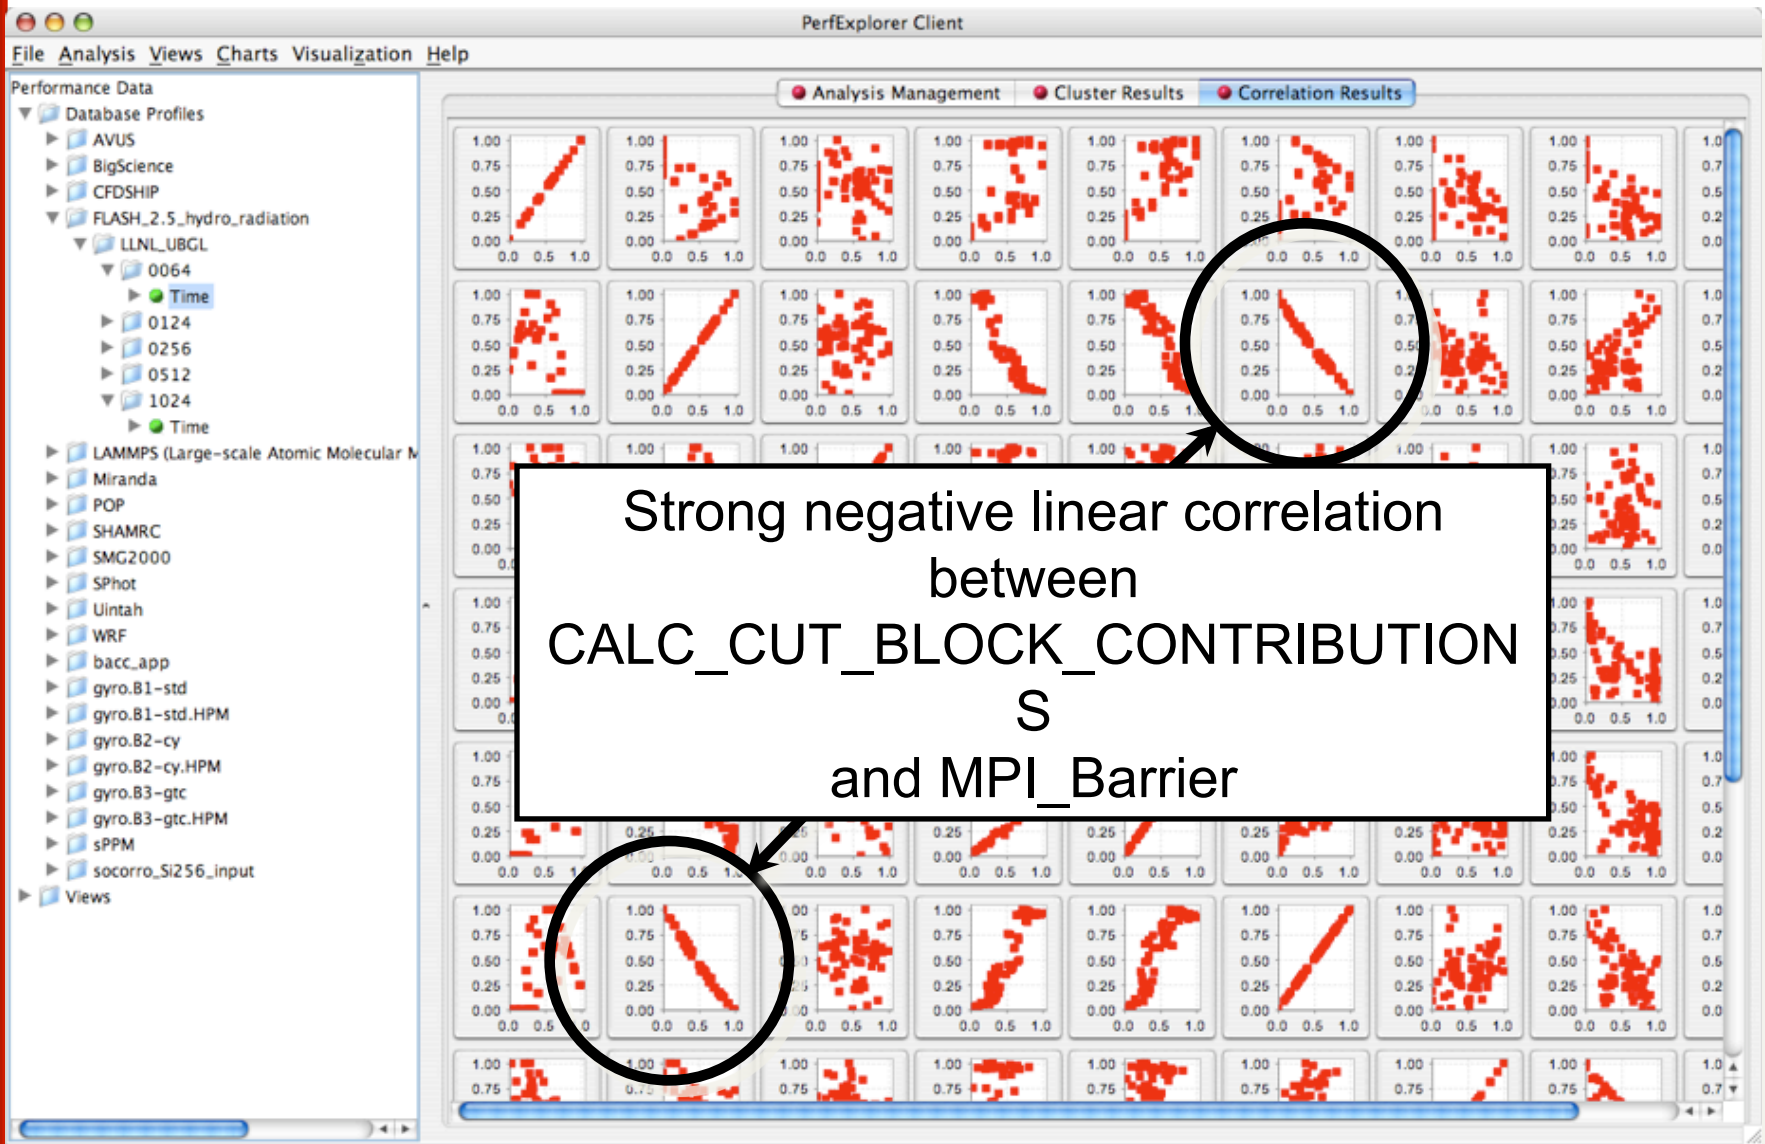 PerfExplorer Client
File Analysis Views Charts Visualization Help
Performance Data
Database Profiles
AVUS
BigScience
CFDSHIP
FLASH_2.5_hydro_radiation
LLNL_UBGL
0064
Time
0124
0256
0512
1024
Time
LAMMPS (Large-scale Atomic Molecular M
Miranda
POP
SHAMRC
SMG2000
SPhot
Uintah
WRF
bacc_app
gyro.B1-std
gyro.B1-std.HPM
gyro.B2-cy
gyro.B2-cy.HPM
gyro.B3-gtc
gyro.B3-gtc.HPM
sPPM
socorro_Si256_input
Views
Analysis Management Cluster Results Correlation Results
Strong negative linear correlation
between
CALC_CUT_BLOCK_CONTRIBUTION
S
and MPI_Barrier